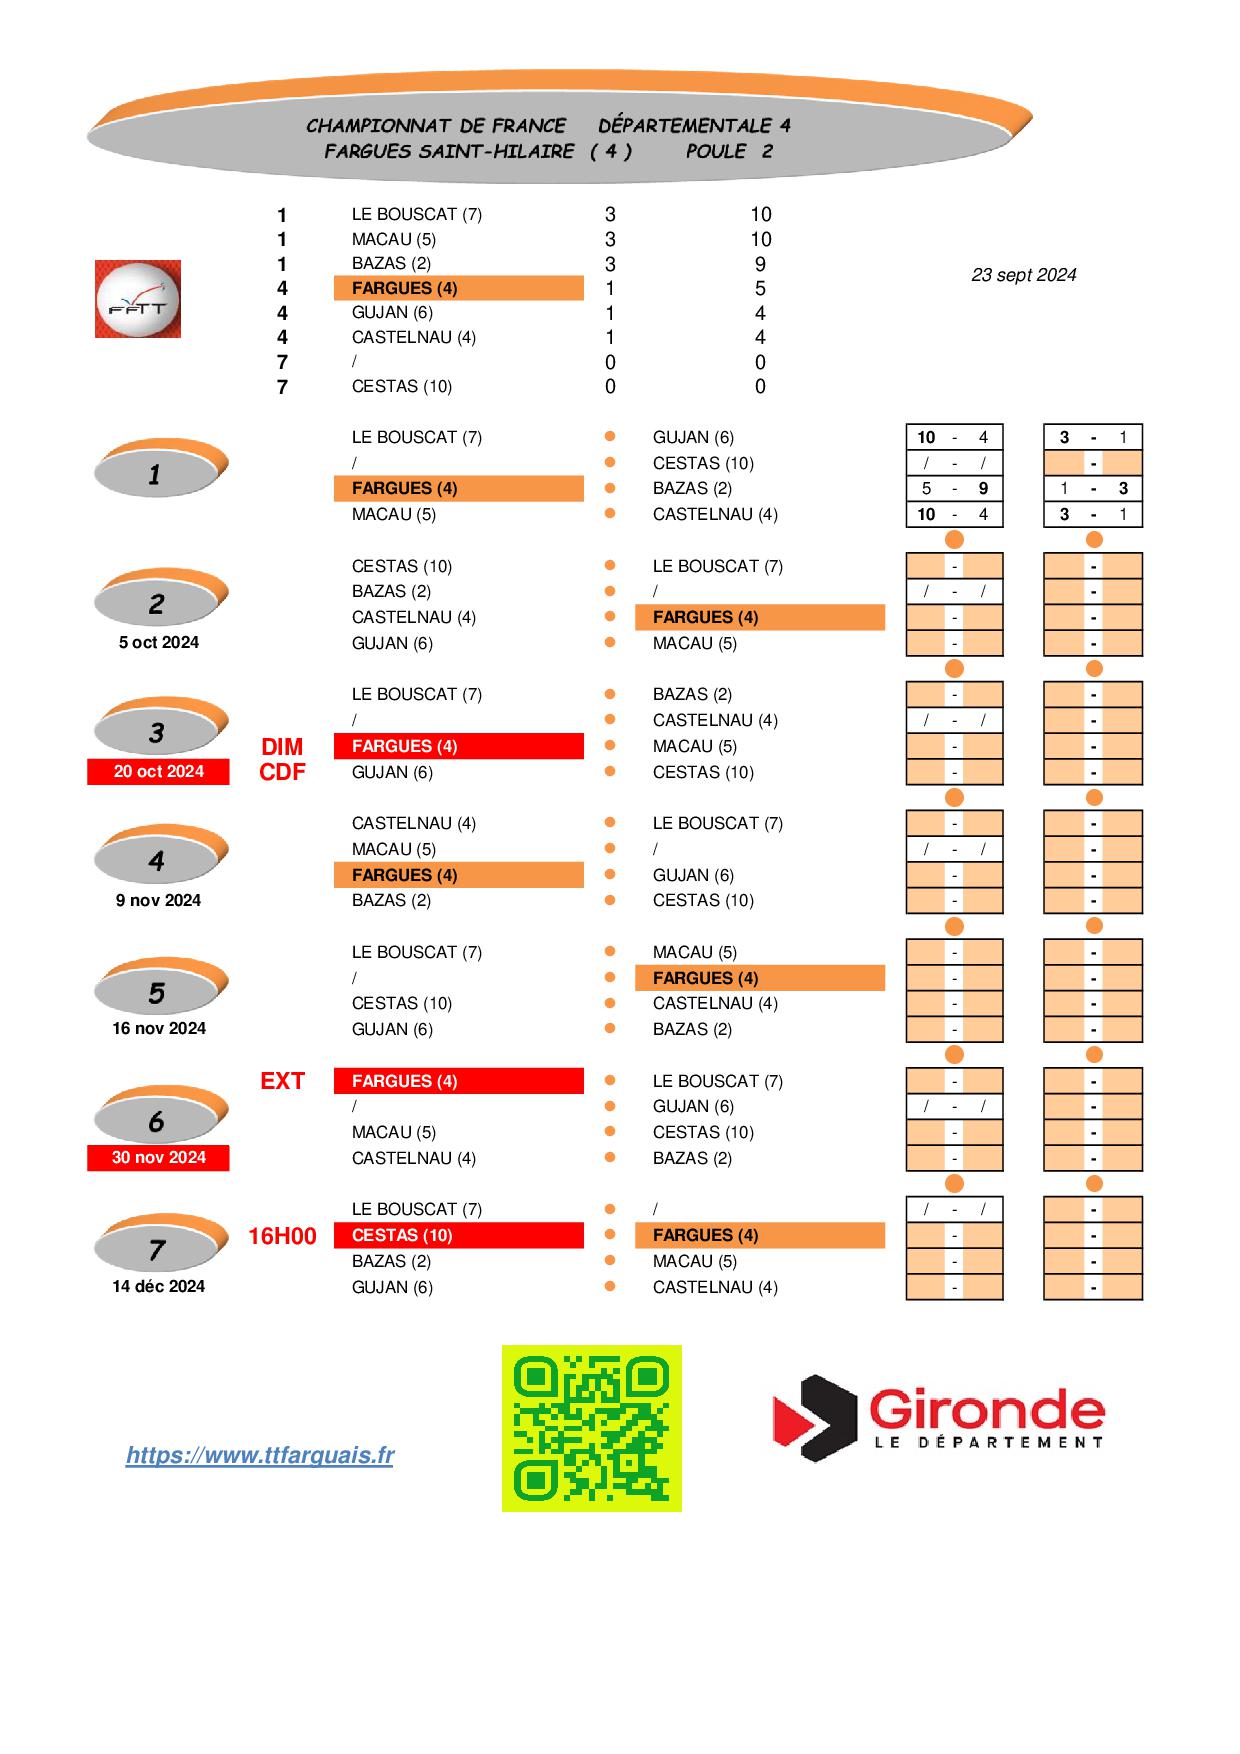 CHAMPIONNAT DE FRANCE DÉPARTEMENTALE 4
FARGUES SAINT-HILAIRE ( 4 ) POULE 2
1 LE BOUSCAT (7) 3 10
1 MACAU (5) 3 10
1 BAZAS (2) 3 9
23 sept 2024
4 FARGUES (4) 1 5
FFTT
4 GUJAN (6) 1 4
4 CASTELNAU (4) 1 4
7 / 0 0
7 CESTAS (10) 0 0
1
LE BOUSCAT (7) GUJAN (6) 10 - 4 3 - 1
/ CESTAS (10) / - / -
FARGUES (4) BAZAS (2) 5 - 9 1 - 3
MACAU (5) CASTELNAU (4) 10 - 4 3 - 1
2
5 oct 2024
CESTAS (10) LE BOUSCAT (7) - -
BAZAS (2) / / - / -
CASTELNAU (4) FARGUES (4) - -
GUJAN (6) MACAU (5) - -
3
20 oct 2024
DIM
CDF
LE BOUSCAT (7) BAZAS (2) - -
/ CASTELNAU (4) / - / -
FARGUES (4) MACAU (5) - -
GUJAN (6) CESTAS (10) - -
4
9 nov 2024
CASTELNAU (4) LE BOUSCAT (7) - -
MACAU (5) / / - / -
FARGUES (4) GUJAN (6) - -
BAZAS (2) CESTAS (10) - -
5
16 nov 2024
LE BOUSCAT (7) MACAU (5) - -
/ FARGUES (4) - -
CESTAS (10) CASTELNAU (4) - -
GUJAN (6) BAZAS (2) - -
6
30 nov 2024
EXT FARGUES (4) LE BOUSCAT (7) - -
/ GUJAN (6) / - / -
MACAU (5) CESTAS (10) - -
CASTELNAU (4) BAZAS (2) - -
7
14 déc 2024
LE BOUSCAT (7) / / - / -
16H00 CESTAS (10) FARGUES (4) - -
BAZAS (2) MACAU (5) - -
GUJAN (6) CASTELNAU (4) - -
https://www.ttfarguais.fr
Gironde
LE DÉPARTEMENT